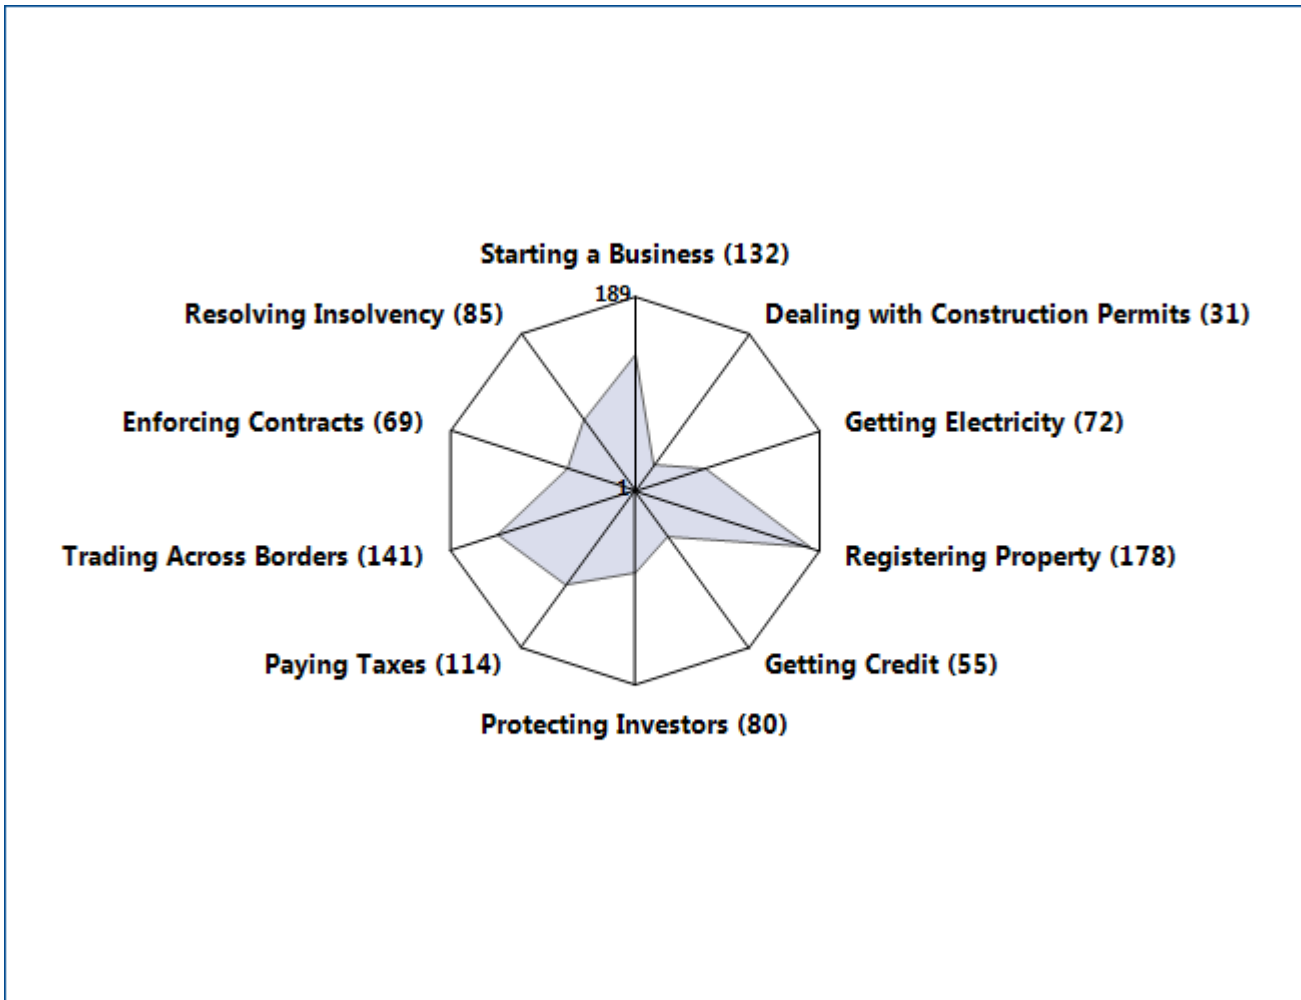 Starting a Business (132)
189
Resolving Insolvency (85)
Dealing with Construction Permits (31)
Enforcing Contracts (69)
Getting Electricity (72)
1
Trading Across Borders (141)
Registering Property (178)
Paying Taxes (114)
Getting Credit (55)
Protecting Investors (80)